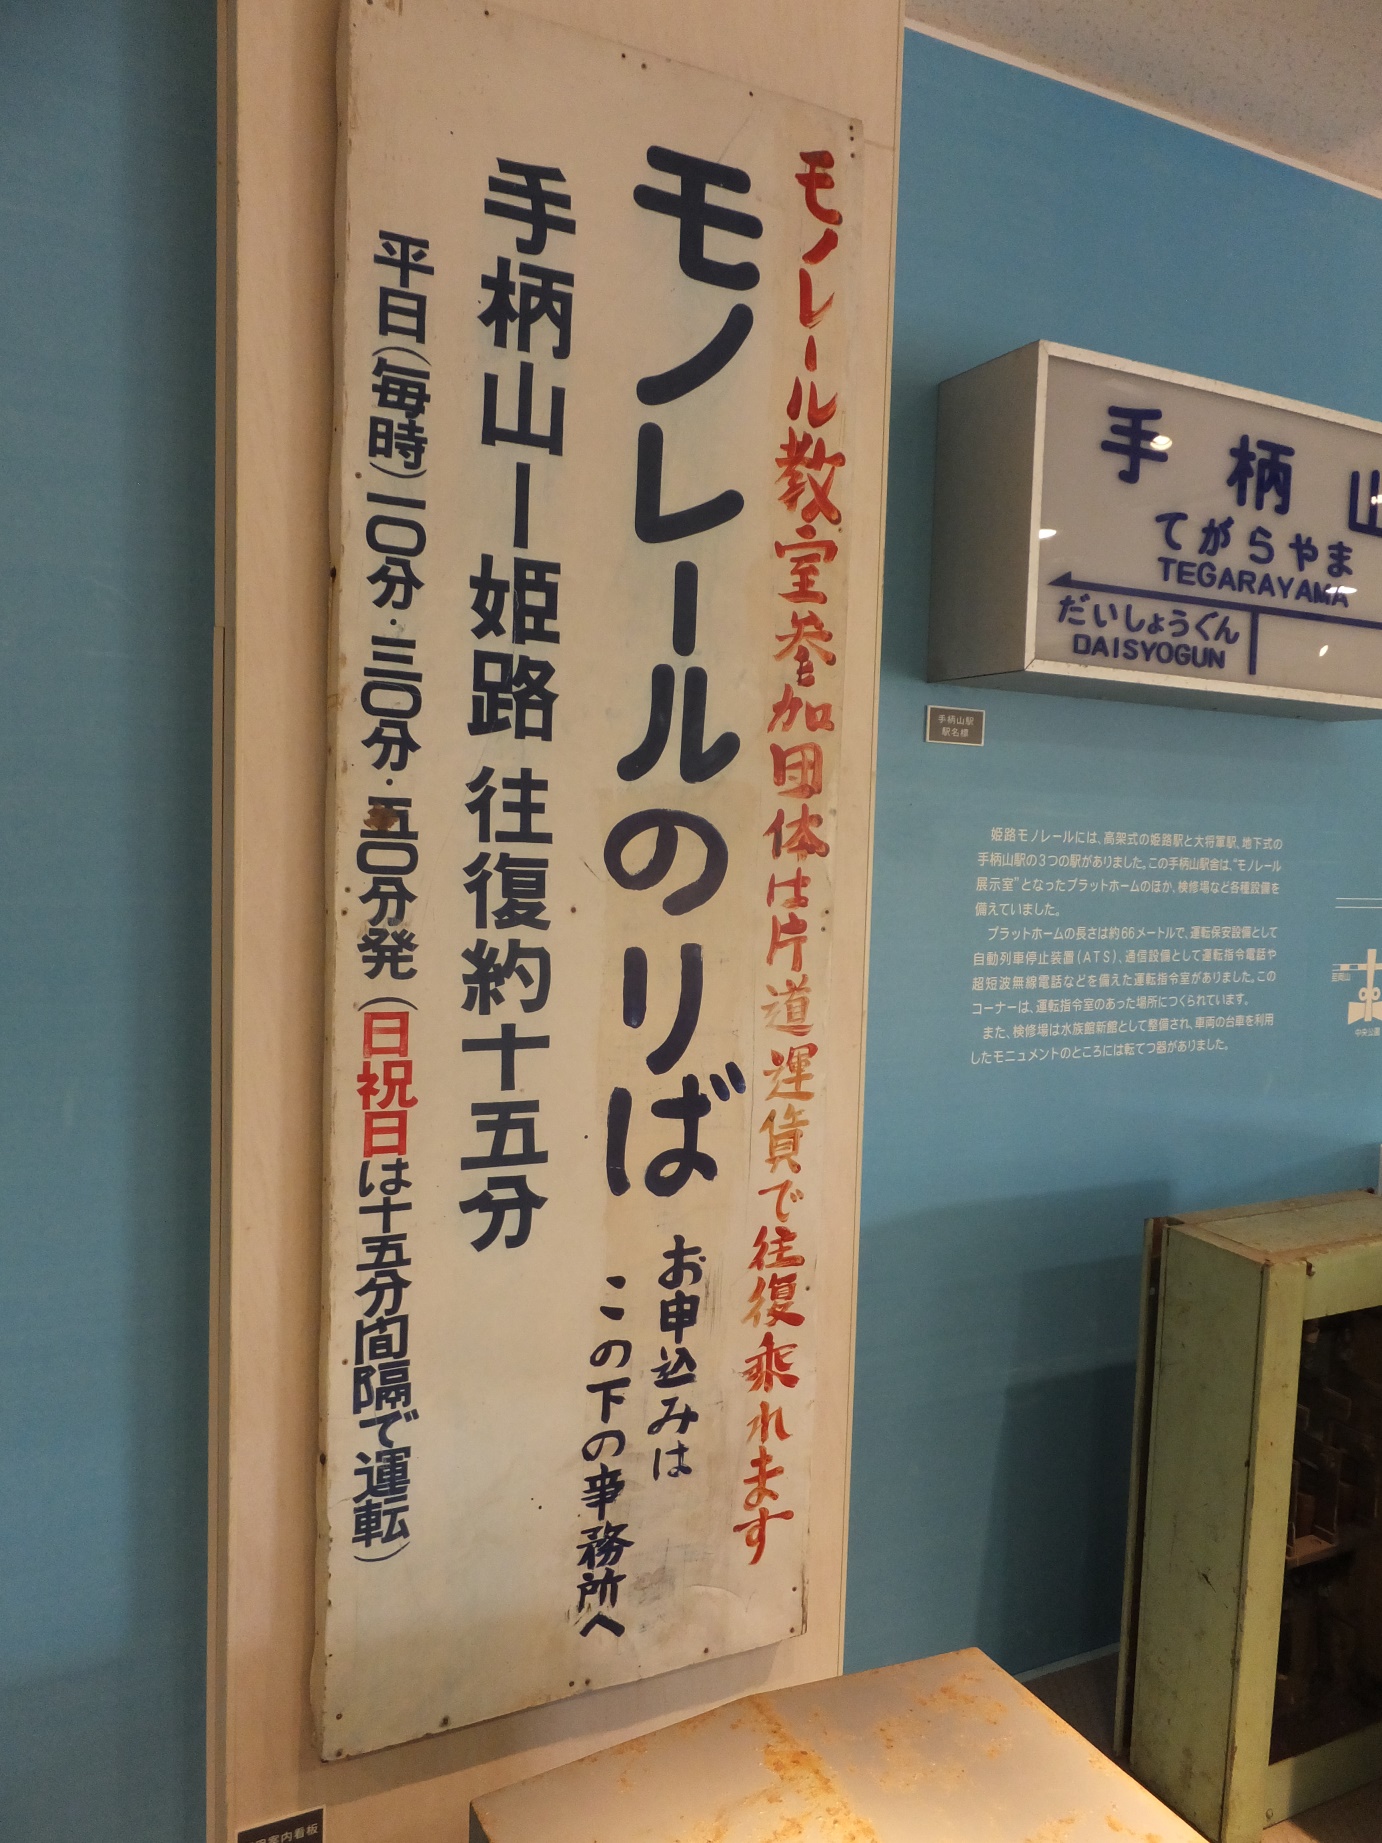 モノレール教室参加団体は片道運賃で往復乗れます
モノレールのりば
お申込みは
この下の事務所へ
手柄山ー姫路 往復約十五分
平日(毎時)一〇分・三〇分・五〇分発(日祝日は十五分間隔で運転)
手柄山
てがらやま
TEGARAYAMA
だいしょうぐん
DAISYOGUN
手柄山駅
駅名標
姫路モノレールには、高架式の姫路駅と大将軍駅、地下式の
手柄山駅の3つの駅がありました。この手柄山駅舎は、“モノレール
展示室”となったプラットホームのほか、検修場など各種設備を
備えていました。
プラットホームの長さは約66メートルで、運転保安設備として
自動列車停止装置(ATS)、通信設備として運転指令電話や
超短波無線電話などを備えた運転指令室がありました。この
コーナーは、運転指令室のあった場所につくられています。
また、検修場は水族館新館として整備され、車両の台車を利用
したモニュメントのところには転てつ器がありました。
中央公園
案内看板